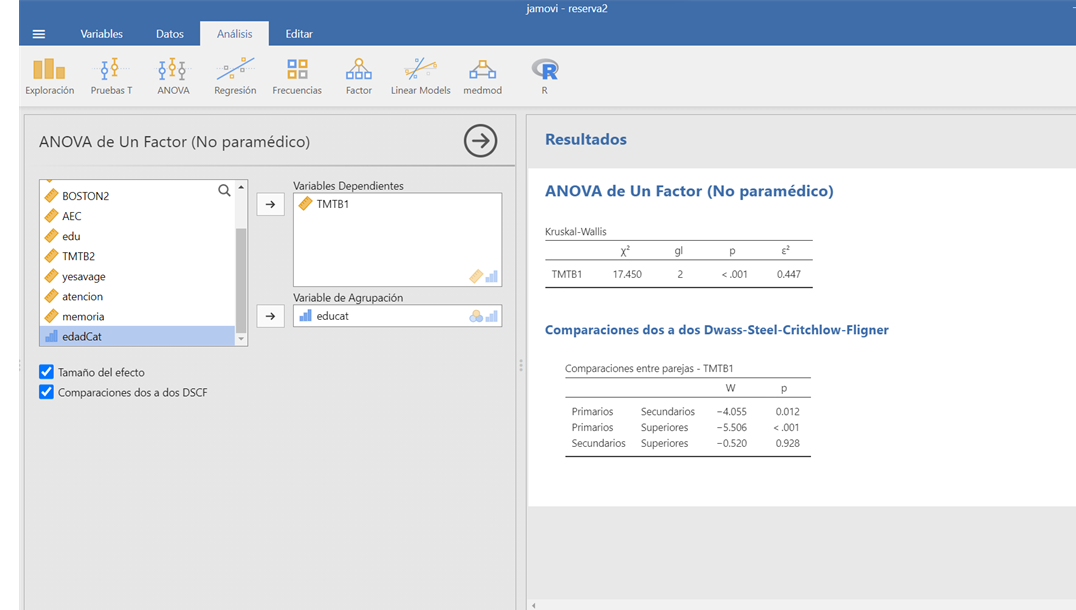 jamovi - reserva2
Variables Datos Análisis Editar
Exploración Pruebas T ANOVA Regresión Frecuencias Factor Linear Models medmod R
ANOVA de Un Factor (No paramédico)
BOSTON2
AEC
edu
TMTB2
yesavage
atencion
memoria
edadCat
Variables Dependientes
TMTB1
Variable de Agrupación
educat
Tamaño del efecto
Comparaciones dos a dos DSCF
Resultados
ANOVA de Un Factor (No paramédico)
Kruskal-Wallis
χ² gl p ε²
TMTB1 17.450 2 < .001 0.447
Comparaciones dos a dos Dwass-Steel-Critchlow-Fligner
Comparaciones entre parejas - TMTB1
W p
Primarios Secundarios −4.055 0.012
Primarios Superiores −5.506 < .001
Secundarios Superiores −0.520 0.928